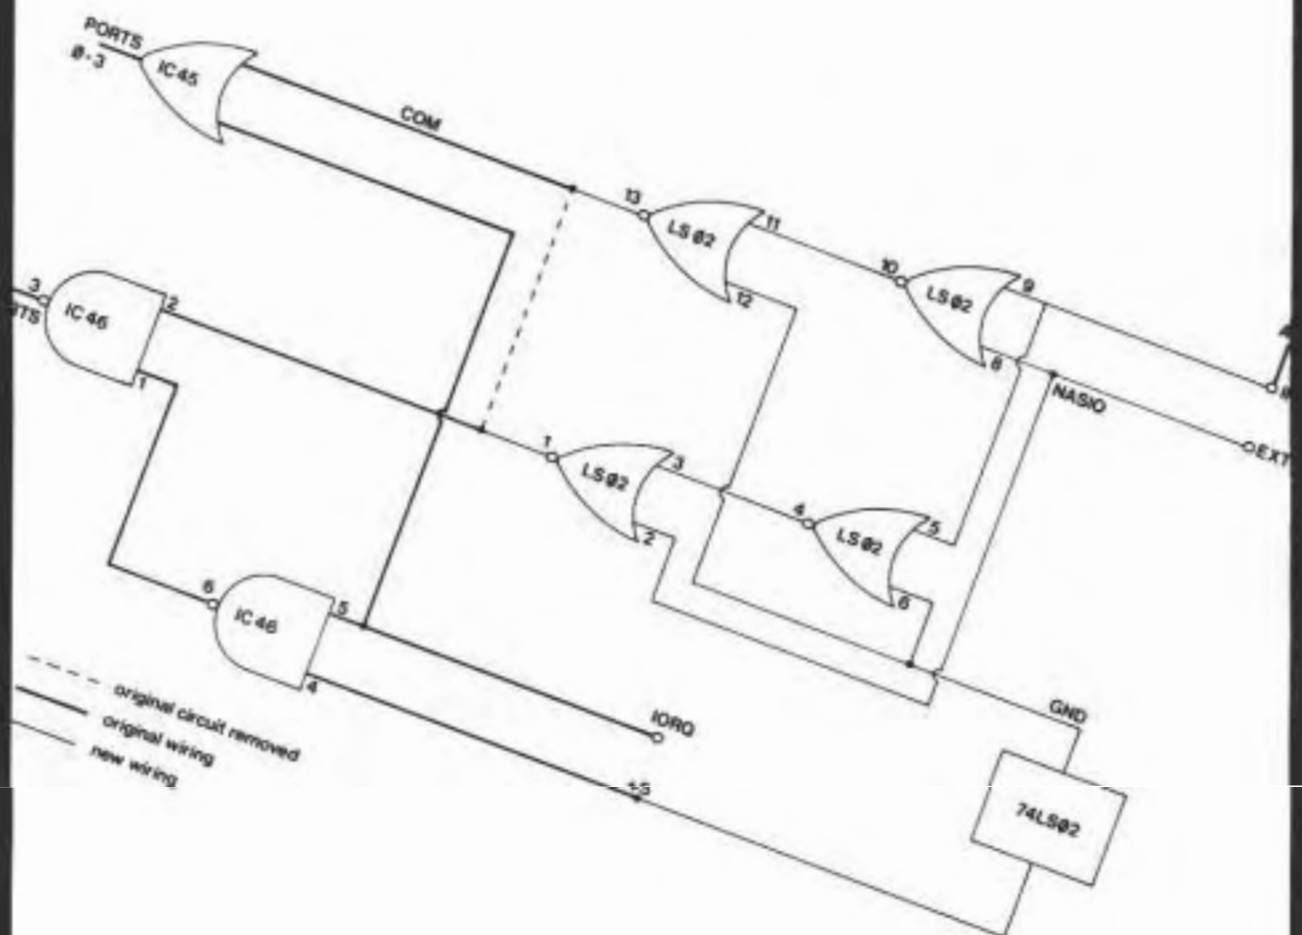 PORTS
Ø-3
IC45
COM
13
LSØ2
11
12
10
LSØ2
9
8
NASIO
EXT
3
IC46
2
1
1
LSØ2
3
2
4
LSØ2
5
6
6
IC46
5
4
IORQ
+5
GND
74LSØ2
original circuit removed
original wiring
new wiring